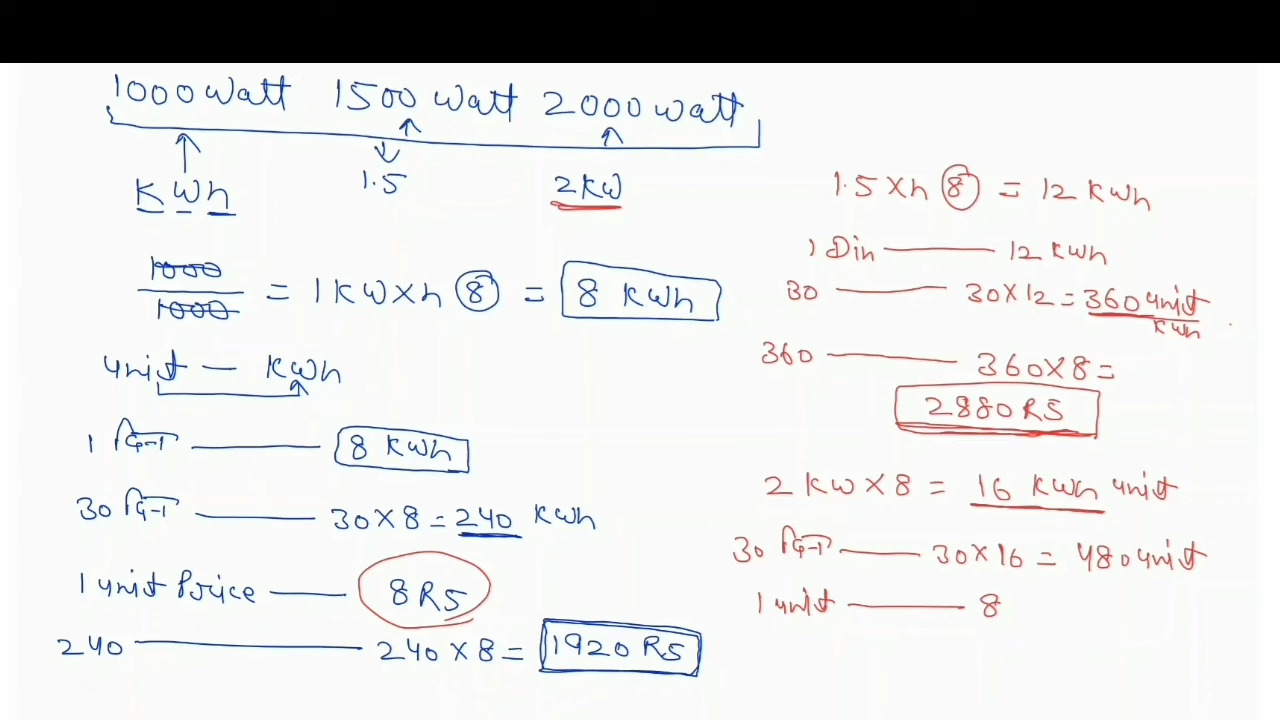 1000 Watt 1500 Watt 2000 Watt
KWh 1.5 2KW
1000/1000 = 1KW×h 8 = 8 KWh
unit — KWh
1 दिन — 8 KWh
30 दिन — 30×8 = 240 KWh
1 unit Price — 8 RS
240 — 240×8 = 1920 RS
1.5×h 8 = 12 KWh
1 Din — 12 KWh
30 — 30×12 = 360 unit
KWh
360 — 360×8 =
2880 RS
2 KW×8 = 16 KWh unit
30 दिन — 30×16 = 480 unit
1 unit — 8